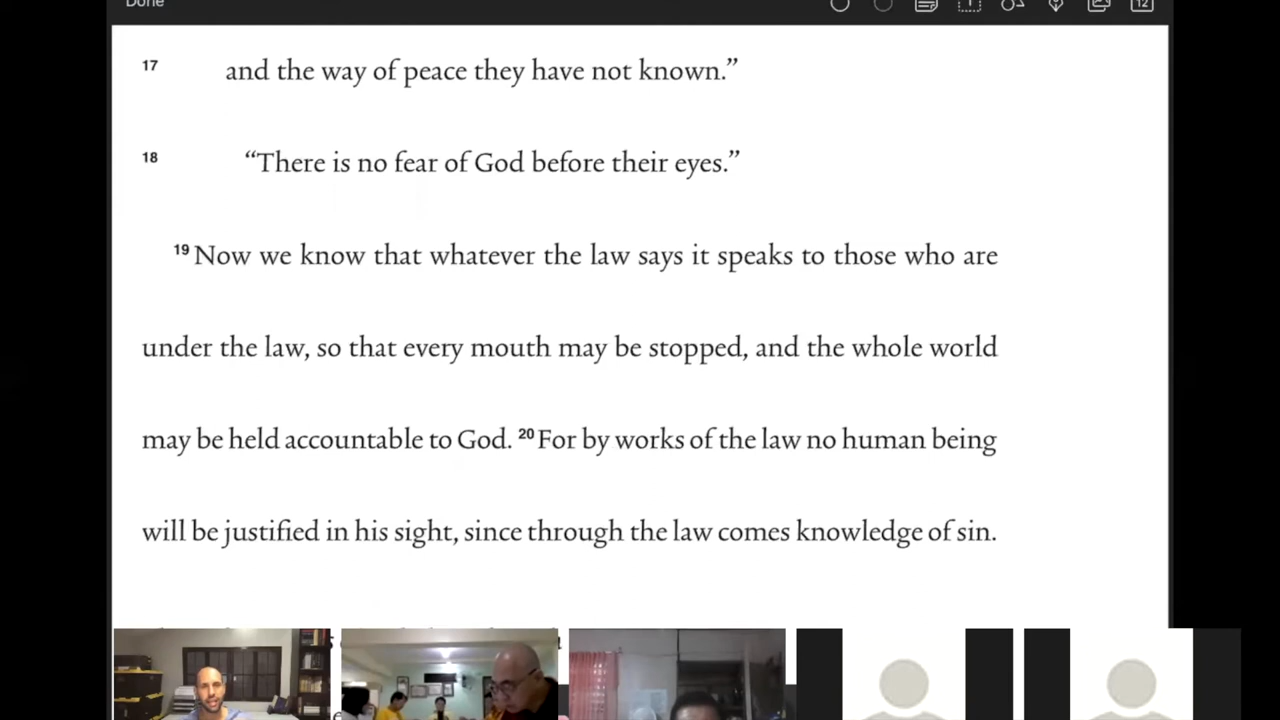 Done
12
17 and the way of peace they have not known.”
18 “There is no fear of God before their eyes.”
19 Now we know that whatever the law says it speaks to those who are
under the law, so that every mouth may be stopped, and the whole world
may be held accountable to God. 20 For by works of the law no human being
will be justified in his sight, since through the law comes knowledge of sin.